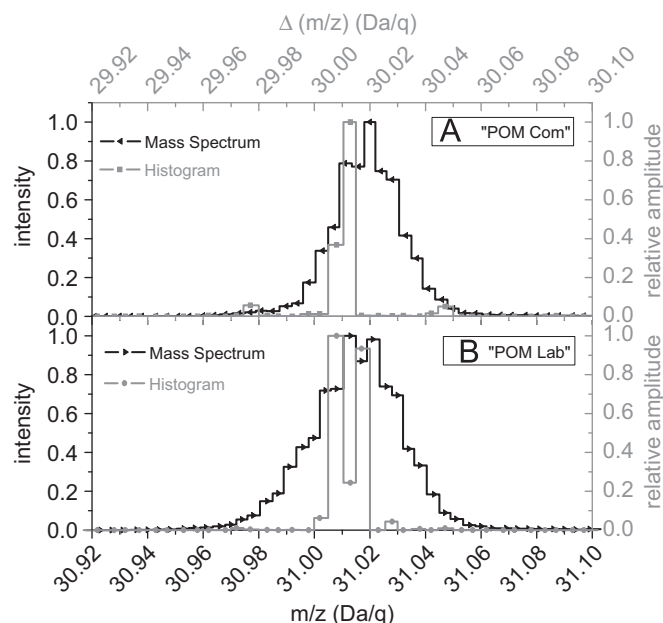 Δ (m/z) (Da/q)
29.92 29.94 29.96 29.98 30.00 30.02 30.04 30.06 30.08 30.10
1.0 Mass Spectrum A "POM Com" 1.0
0.8 Histogram 0.8
0.6 0.6
0.4 0.4
0.2 0.2
0.0 0.0
intensity
relative amplitude
1.0 Mass Spectrum B "POM Lab" 1.0
0.8 Histogram 0.8
0.6 0.6
0.4 0.4
0.2 0.2
0.0 0.0
intensity
relative amplitude
30.92 30.94 30.96 30.98 31.00 31.02 31.04 31.06 31.08 31.10
m/z (Da/q)